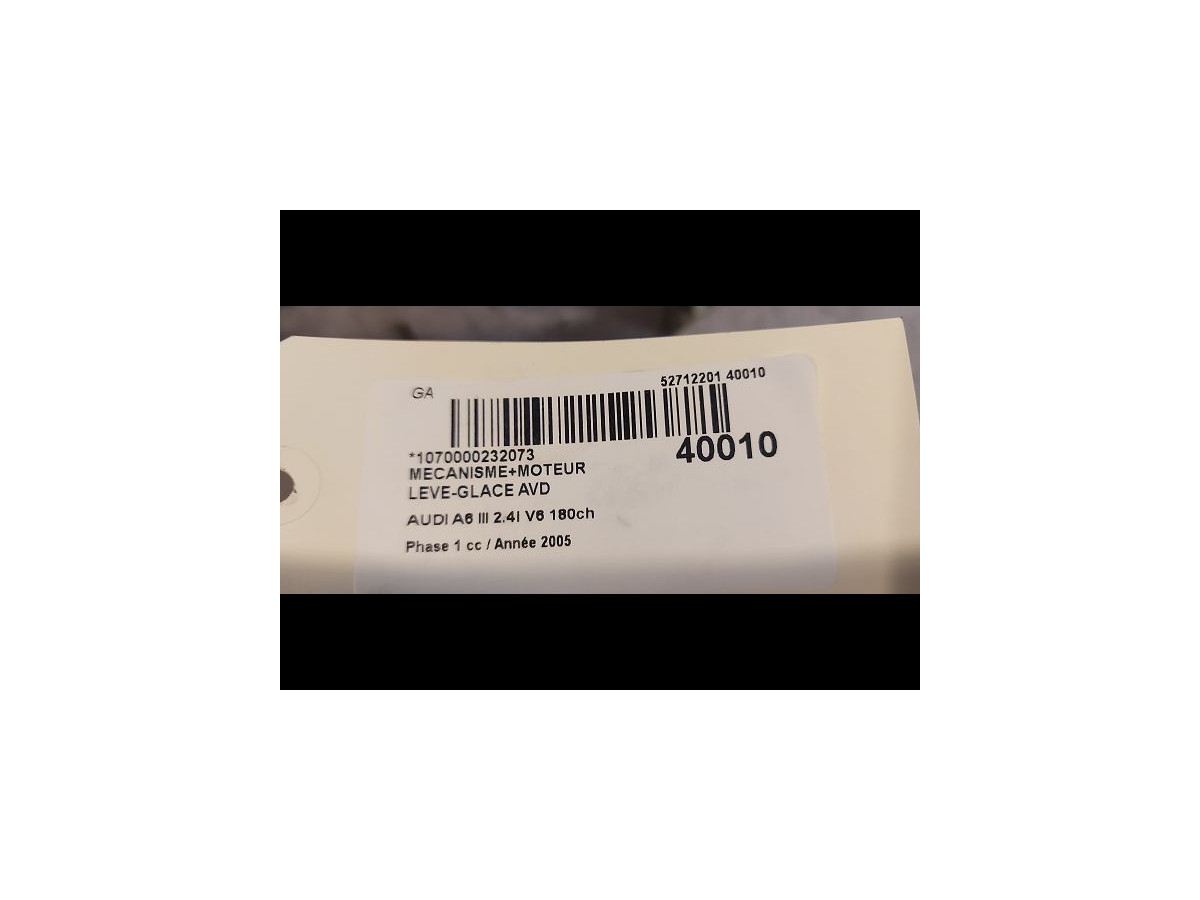 GA
52712201 40010
*1070000232073
40010
MECANISME+MOTEUR
LEVE-GLACE AVD
AUDI A6 III 2.4I V6 180ch
Phase 1 cc / Année 2005